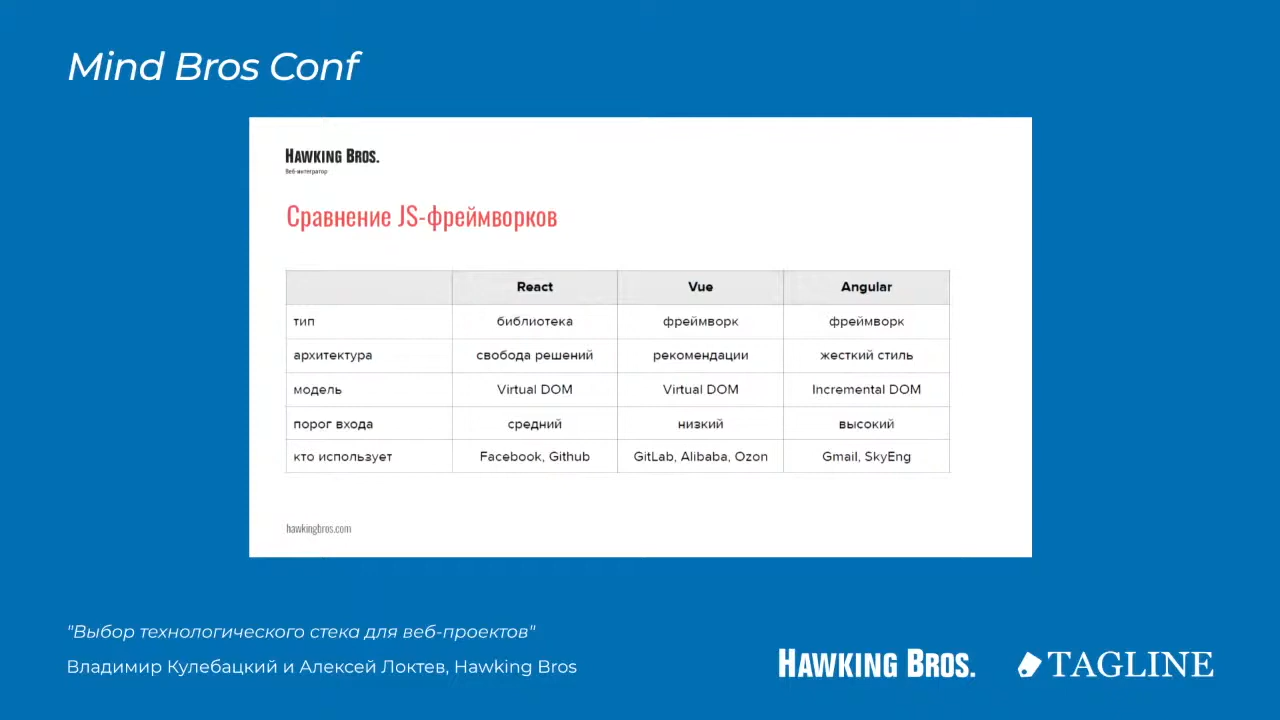 Mind Bros Conf
HAWKING BROS.
Веб-интегратор
Сравнение JS-фреймворков
React Vue Angular
тип библиотека фреймворк фреймворк
архитектура свобода решений рекомендации жесткий стиль
модель Virtual DOM Virtual DOM Incremental DOM
порог входа средний низкий высокий
кто использует Facebook, Github GitLab, Alibaba, Ozon Gmail, SkyEng
hawkingbros.com
"Выбор технологического стека для веб-проектов"
Владимир Кулебацкий и Алексей Локтев, Hawking Bros
HAWKING BROS.
TAGLINE